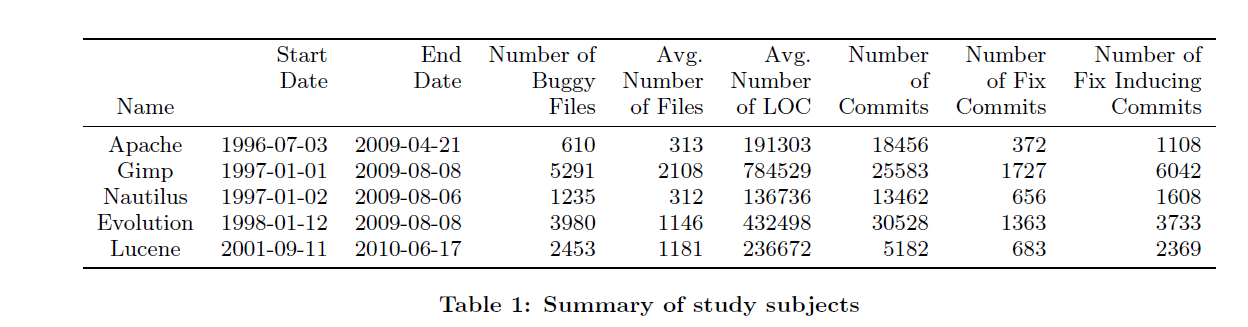 Start End Number of Avg. Avg. Number Number Number of
Date Date Buggy Number Number of of Fix Fix Inducing
Name Files of Files of LOC Commits Commits Commits
Apache 1996-07-03 2009-04-21 610 313 191303 18456 372 1108
Gimp 1997-01-01 2009-08-08 5291 2108 784529 25583 1727 6042
Nautilus 1997-01-02 2009-08-06 1235 312 136736 13462 656 1608
Evolution 1998-01-12 2009-08-08 3980 1146 432498 30528 1363 3733
Lucene 2001-09-11 2010-06-17 2453 1181 236672 5182 683 2369
Table 1: Summary of study subjects